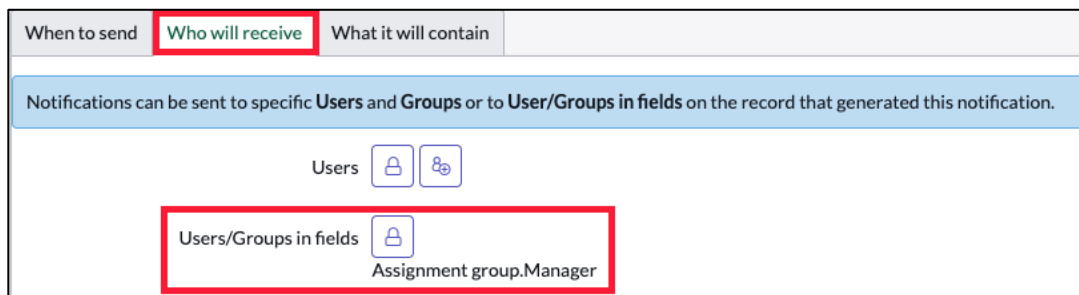 When to send Who will receive What it will contain
Notifications can be sent to specific Users and Groups or to User/Groups in fields on the record that generated this notification.
Users
Users/Groups in fields
Assignment group.Manager